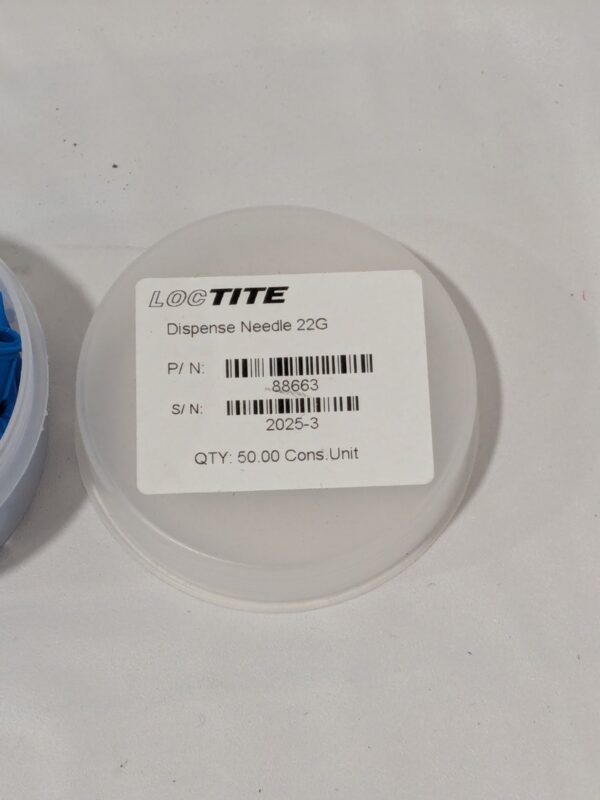 LOCTITE
Dispense Needle 22G
P/ N:
88663
S/ N:
2025-3
QTY: 50.00 Cons.Unit